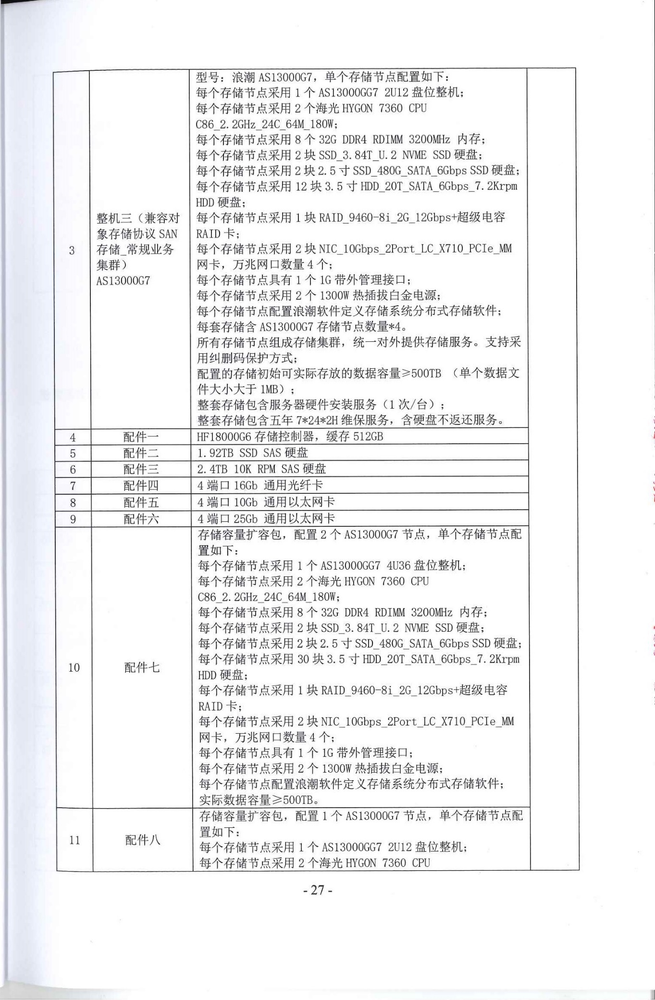 型号：浪潮 AS13000G7，单个存储节点配置如下：
每个存储节点采用 1 个 AS13000GG7 2U12 盘位整机；
每个存储节点采用 2 个海光 HYGON 7360 CPU
C86_2.2GHz_24C_64M_180W；
每个存储节点采用 8 个 32G DDR4 RDIMM 3200MHz 内存；
每个存储节点采用 2 块 SSD_3.84T_U.2 NVME SSD 硬盘；
每个存储节点采用 2 块 2.5 寸 SSD_480G_SATA_6Gbps SSD 硬盘；
每个存储节点采用 12 块 3.5 寸 HDD_20T_SATA_6Gbps_7.2Krpm
HDD 硬盘；
每个存储节点采用 1 块 RAID_9460-8i_2G_12Gbps+超级电容
RAID 卡；
每个存储节点采用 2 块 NIC_10Gbps_2Port_LC_X710_PCIe_MM
网卡，万兆网口数量 4 个；
每个存储节点具有 1 个 1G 带外管理接口；
每个存储节点采用 2 个 1300W 热插拔白金电源；
每个存储节点配置浪潮软件定义存储系统分布式存储软件；
每套存储含 AS13000G7 存储节点数量*4。
所有存储节点组成存储集群，统一对外提供存储服务。支持采
用纠删码保护方式；
配置的存储初始可实际存放的数据容量≥500TB （单个数据文
件大小大于 1MB）；
整套存储包含服务器硬件安装服务（1 次/台）；
整套存储包含五年 7*24*2H 维保服务，含硬盘不返还服务。
3
整机三（兼容对
象存储协议 SAN
存储_常规业务
集群）
AS13000G7
4 配件一 HF18000G6 存储控制器，缓存 512GB
5 配件二 1.92TB SSD SAS 硬盘
6 配件三 2.4TB 10K RPM SAS 硬盘
7 配件四 4 端口 16Gb 通用光纤卡
8 配件五 4 端口 10Gb 通用以太网卡
9 配件六 4 端口 25Gb 通用以太网卡
10 配件七
存储容量扩容包，配置 2 个 AS13000G7 节点，单个存储节点配
置如下：
每个存储节点采用 1 个 AS13000GG7 4U36 盘位整机；
每个存储节点采用 2 个海光 HYGON 7360 CPU
C86_2.2GHz_24C_64M_180W；
每个存储节点采用 8 个 32G DDR4 RDIMM 3200MHz 内存；
每个存储节点采用 2 块 SSD_3.84T_U.2 NVME SSD 硬盘；
每个存储节点采用 2 块 2.5 寸 SSD_480G_SATA_6Gbps SSD 硬盘；
每个存储节点采用 30 块 3.5 寸 HDD_20T_SATA_6Gbps_7.2Krpm
HDD 硬盘；
每个存储节点采用 1 块 RAID_9460-8i_2G_12Gbps+超级电容
RAID 卡；
每个存储节点采用 2 块 NIC_10Gbps_2Port_LC_X710_PCIe_MM
网卡，万兆网口数量 4 个；
每个存储节点具有 1 个 1G 带外管理接口；
每个存储节点采用 2 个 1300W 热插拔白金电源；
每个存储节点配置浪潮软件定义存储系统分布式存储软件；
实际数据容量≥500TB。
11 配件八
存储容量扩容包，配置 1 个 AS13000G7 节点，单个存储节点配
置如下：
每个存储节点采用 1 个 AS13000GG7 2U12 盘位整机；
每个存储节点采用 2 个海光 HYGON 7360 CPU
- 27 -